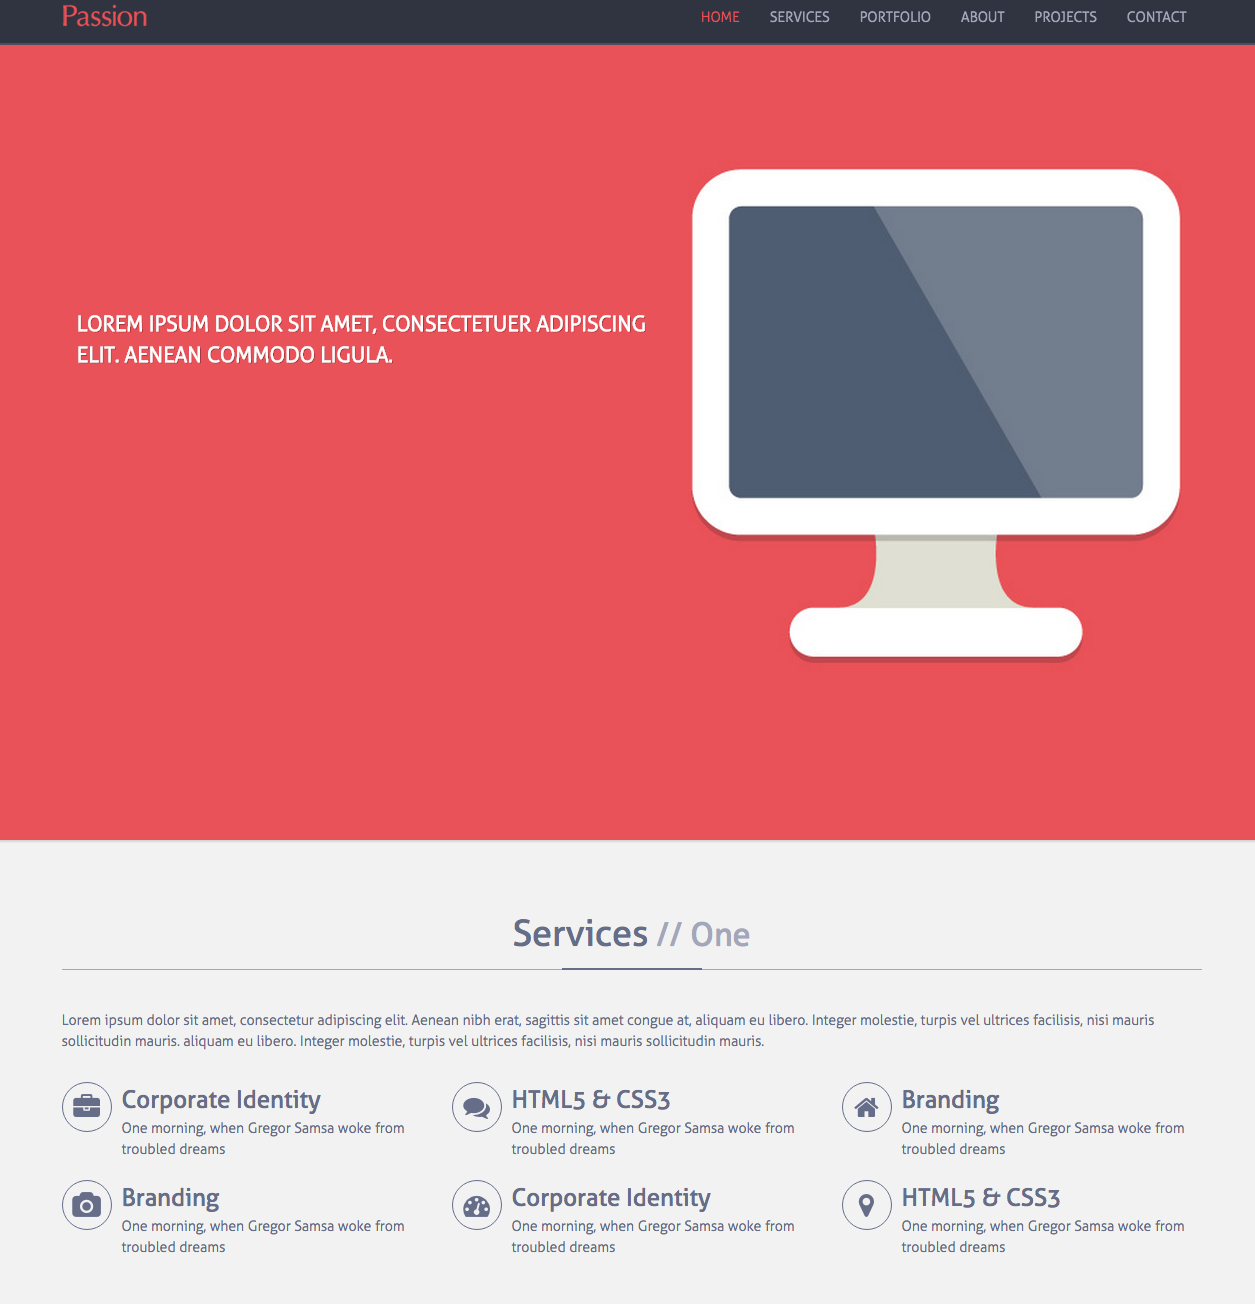 Passion
HOME SERVICES PORTFOLIO ABOUT PROJECTS CONTACT
LOREM IPSUM DOLOR SIT AMET, CONSECTETUER ADIPISCING
ELIT. AENEAN COMMODO LIGULA.
Services // One
Lorem ipsum dolor sit amet, consectetur adipiscing elit. Aenean nibh erat, sagittis sit amet congue at, aliquam eu libero. Integer molestie, turpis vel ultrices facilisis, nisi mauris
sollicitudin mauris. aliquam eu libero. Integer molestie, turpis vel ultrices facilisis, nisi mauris sollicitudin mauris.
Corporate Identity
One morning, when Gregor Samsa woke from
troubled dreams
HTML5 & CSS3
One morning, when Gregor Samsa woke from
troubled dreams
Branding
One morning, when Gregor Samsa woke from
troubled dreams
Branding
One morning, when Gregor Samsa woke from
troubled dreams
Corporate Identity
One morning, when Gregor Samsa woke from
troubled dreams
HTML5 & CSS3
One morning, when Gregor Samsa woke from
troubled dreams